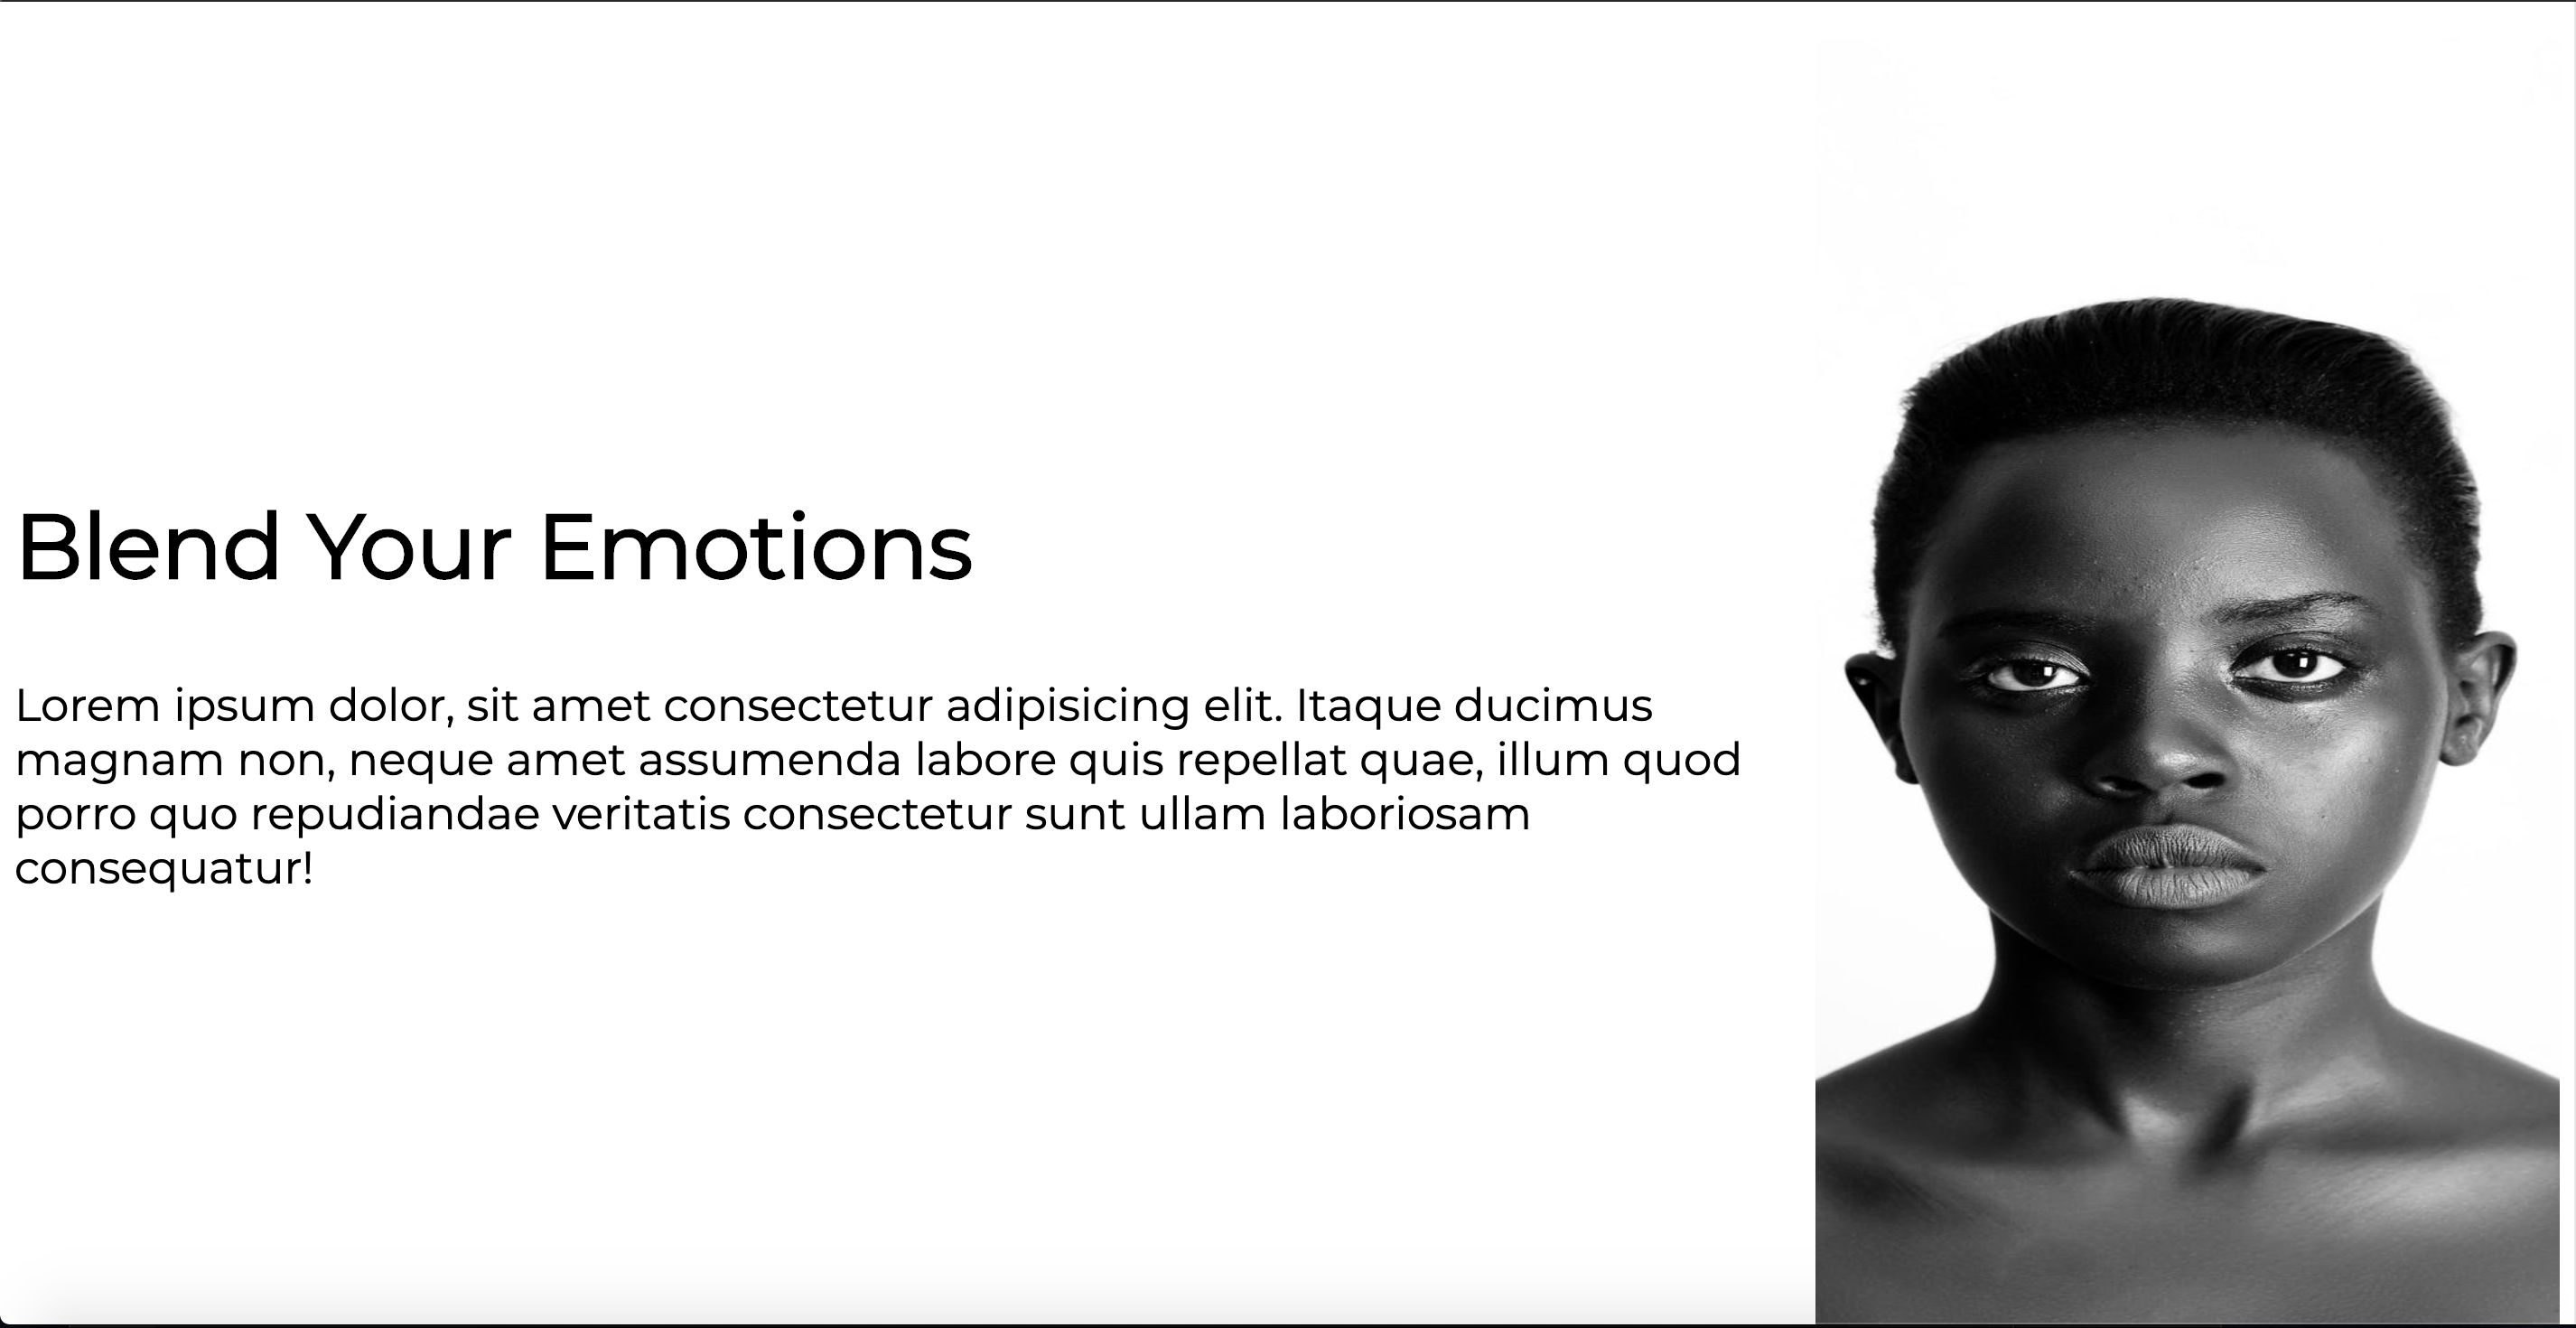 Blend Your Emotions
Lorem ipsum dolor, sit amet consectetur adipisicing elit. Itaque ducimus
magnam non, neque amet assumenda labore quis repellat quae, illum quod
porro quo repudiandae veritatis consectetur sunt ullam laboriosam
consequatur!